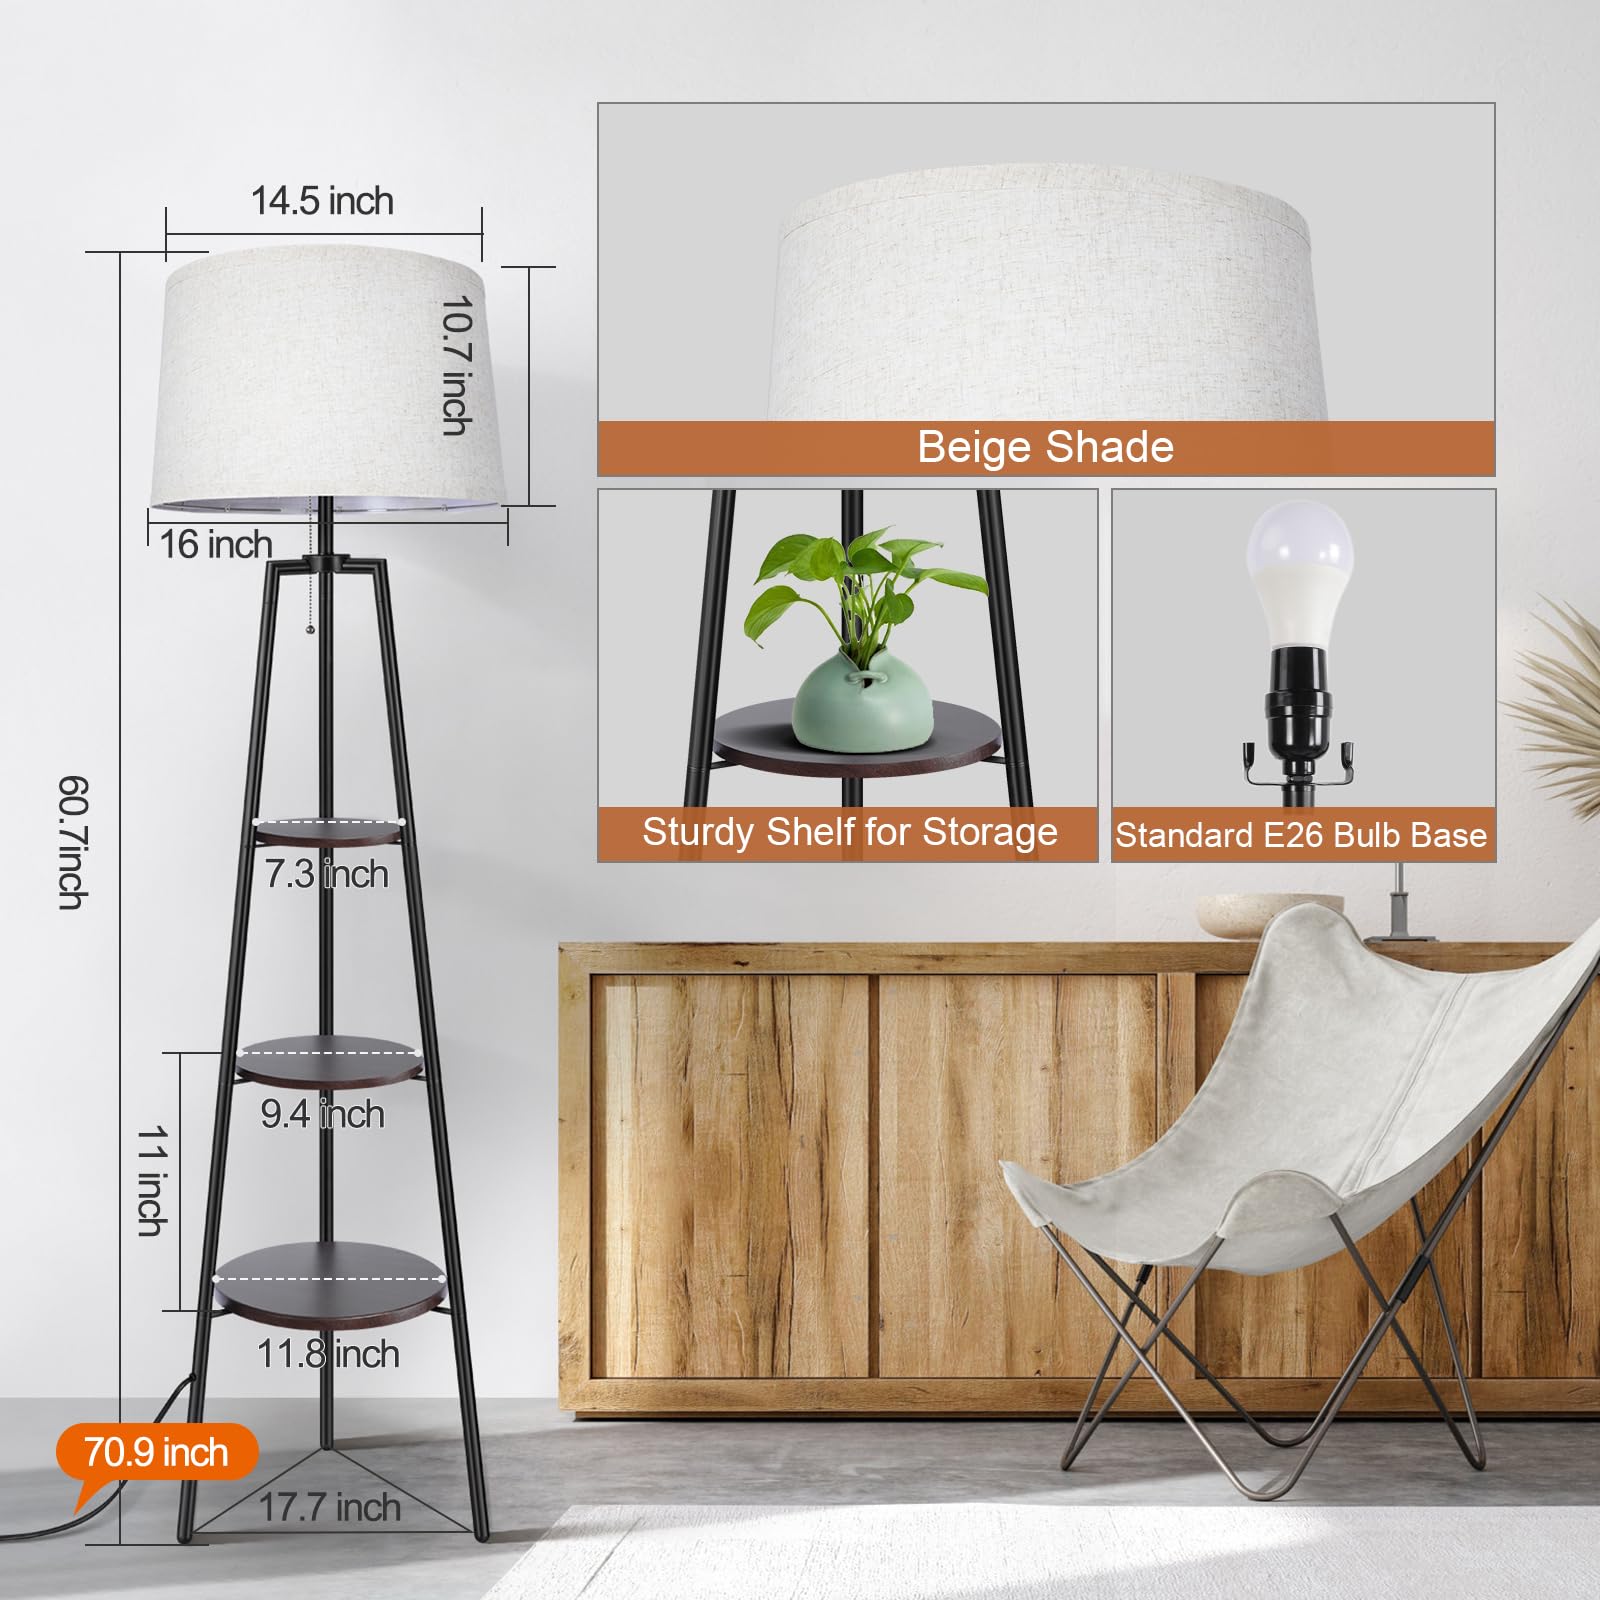 14.5 inch
10.7 inch
16 inch
60.7inch
7.3 inch
9.4 inch
11 inch
11.8 inch
70.9 inch
17.7 inch
Beige Shade
Sturdy Shelf for Storage
Standard E26 Bulb Base